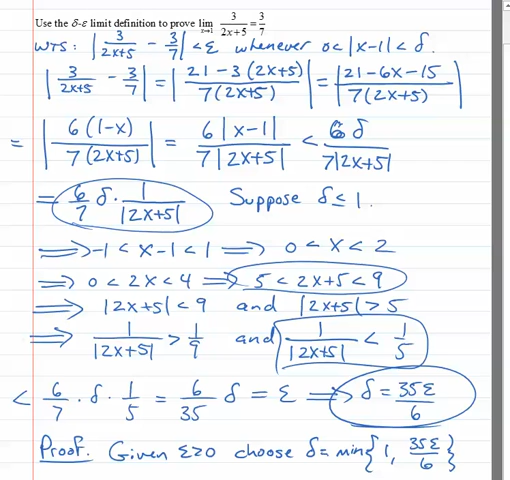 Use the δ-ε limit definition to prove lim x→1 3/(2x+5) = 3/7
WTS: |3/(2x+5) - 3/7| < ε whenever 0<|x-1|<δ.
|3/(2x+5) - 3/7| = |(21-3(2x+5))/(7(2x+5))| = |(21-6x-15)/(7(2x+5))|
= |6(1-x)/(7(2x+5))| = 6|x-1|/(7|2x+5|) < 6δ/(7|2x+5|)
= 6/7 δ · 1/|2x+5| Suppose δ ≤ 1.
⟹ -1 < x-1 < 1 ⟹ 0 < x < 2
⟹ 0 < 2x < 4 ⟹ 5 < 2x+5 < 9
⟹ |2x+5| < 9 and |2x+5| > 5
⟹ 1/|2x+5| > 1/9 and 1/|2x+5| < 1/5
< 6/7 · δ · 1/5 = 6/35 δ = ε ⟹ δ = 35ε/6
Proof. Given ε>0 choose δ = min{1, 35ε/6}